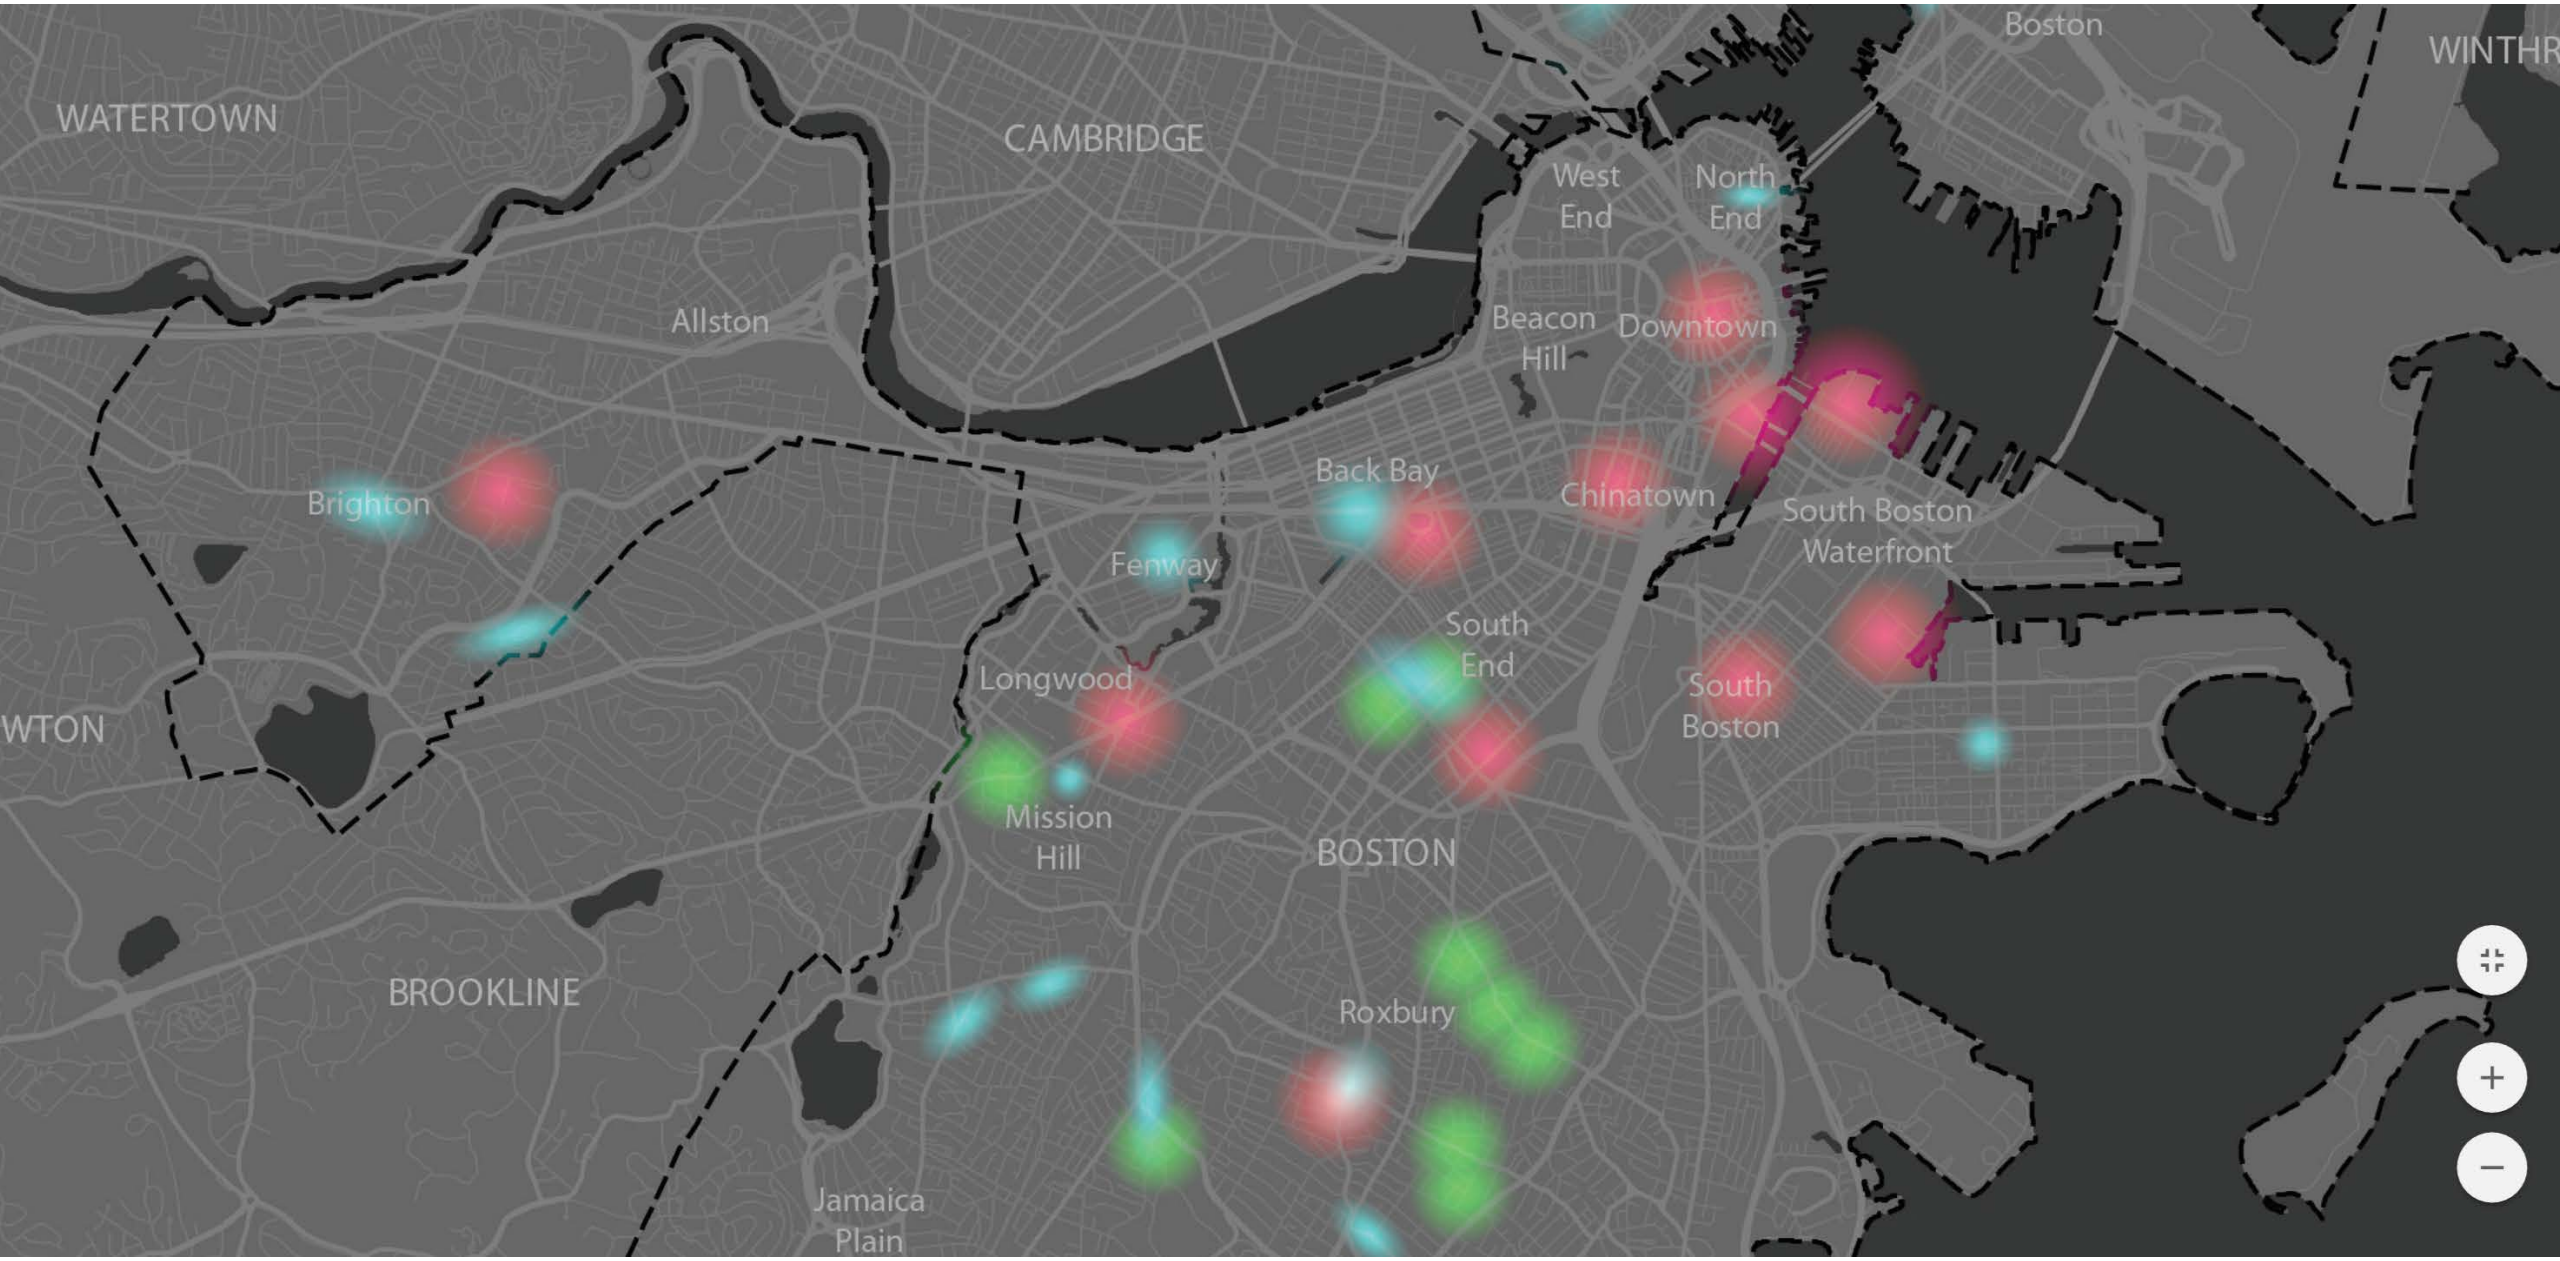 Boston
WINTHR
WATERTOWN
CAMBRIDGE
West
End
North
End
Allston
Beacon
Hill
Downtown
Back Bay
Brighton
Chinatown
South Boston
Waterfront
Fenway
South
End
Longwood
South
Boston
WTON
Mission
Hill
BOSTON
BROOKLINE
Roxbury
Jamaica
Plain